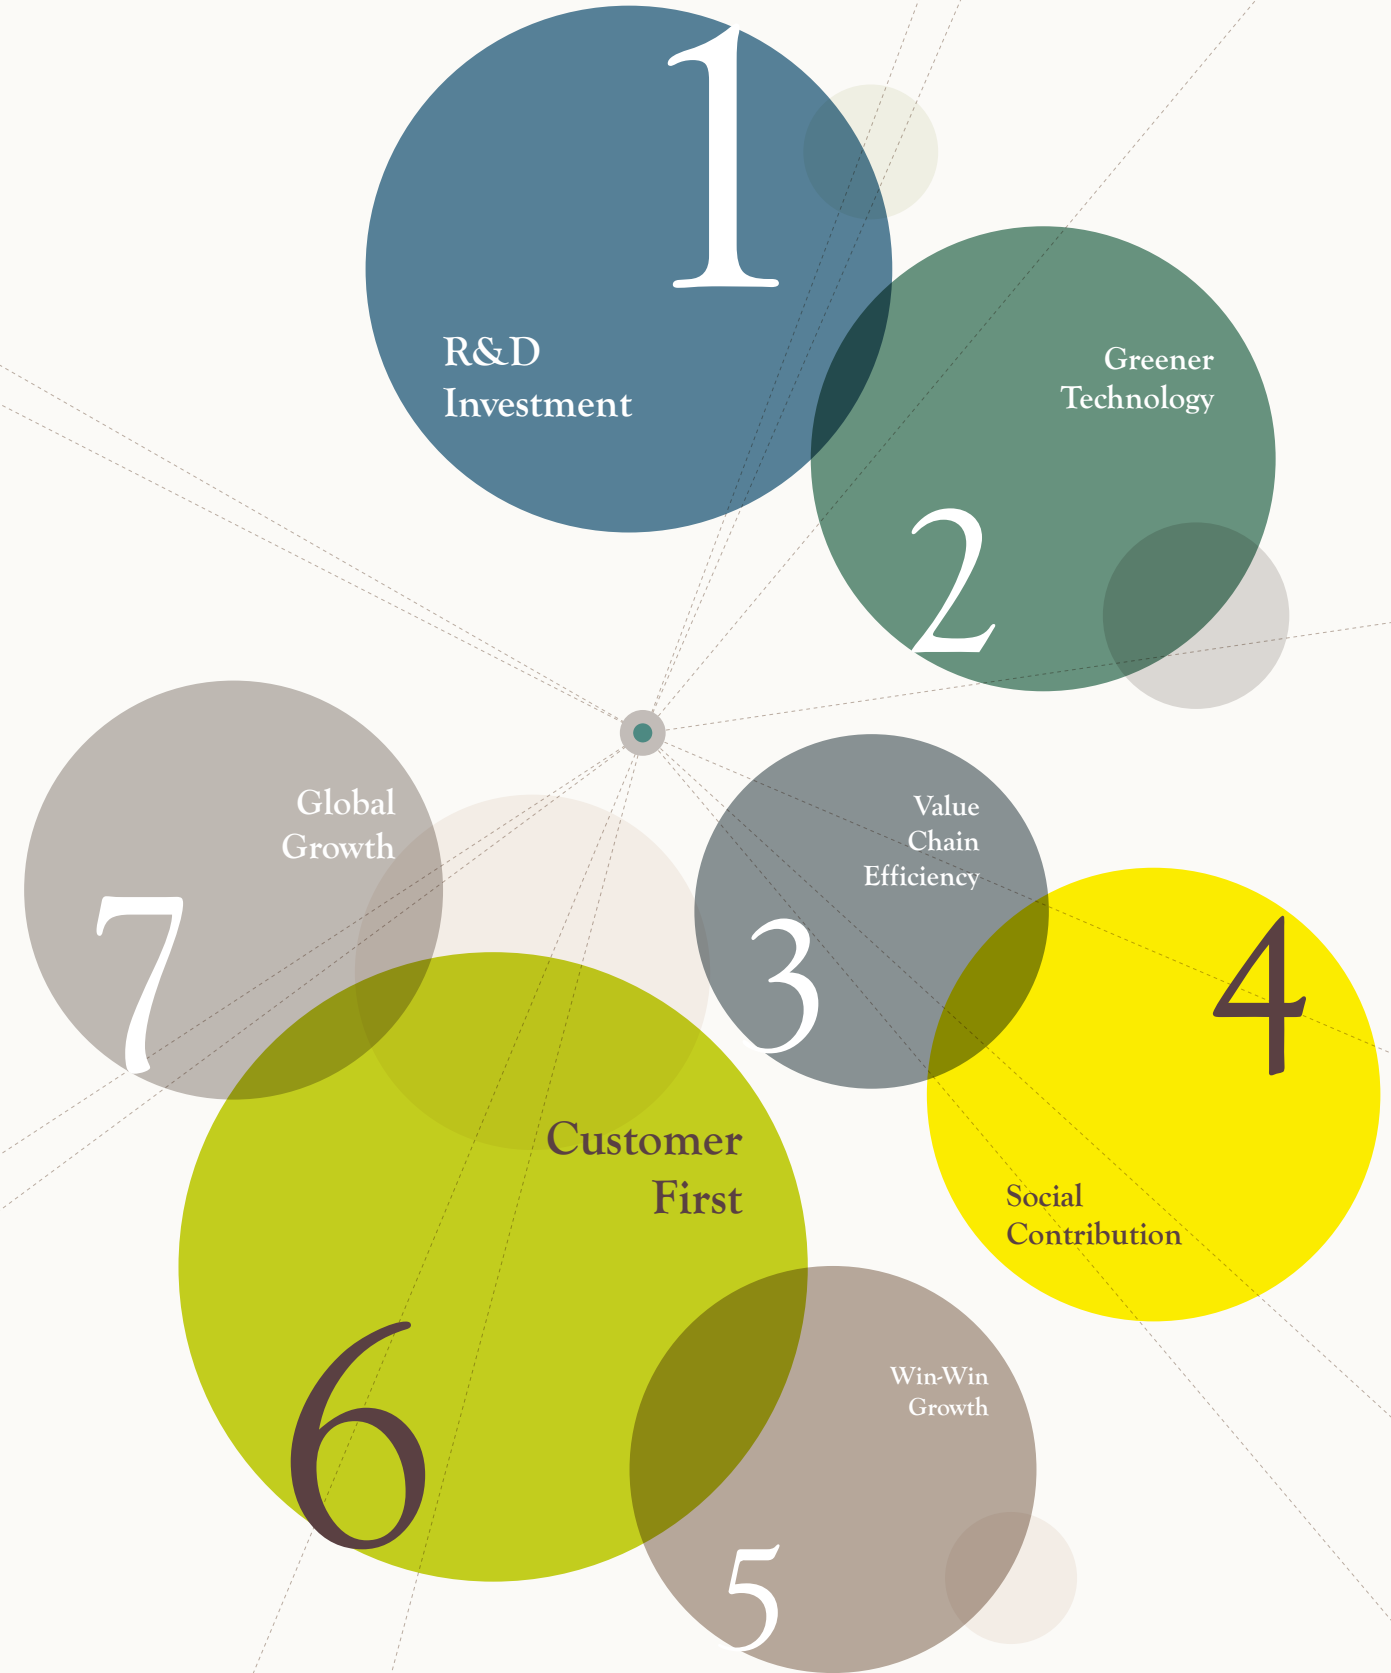 1
R&D
Investment
Greener
Technology
2
Value
Chain
Efficiency
3
4
Social
Contribution
Win-Win
Growth
5
Customer
First
6
Global
Growth
7